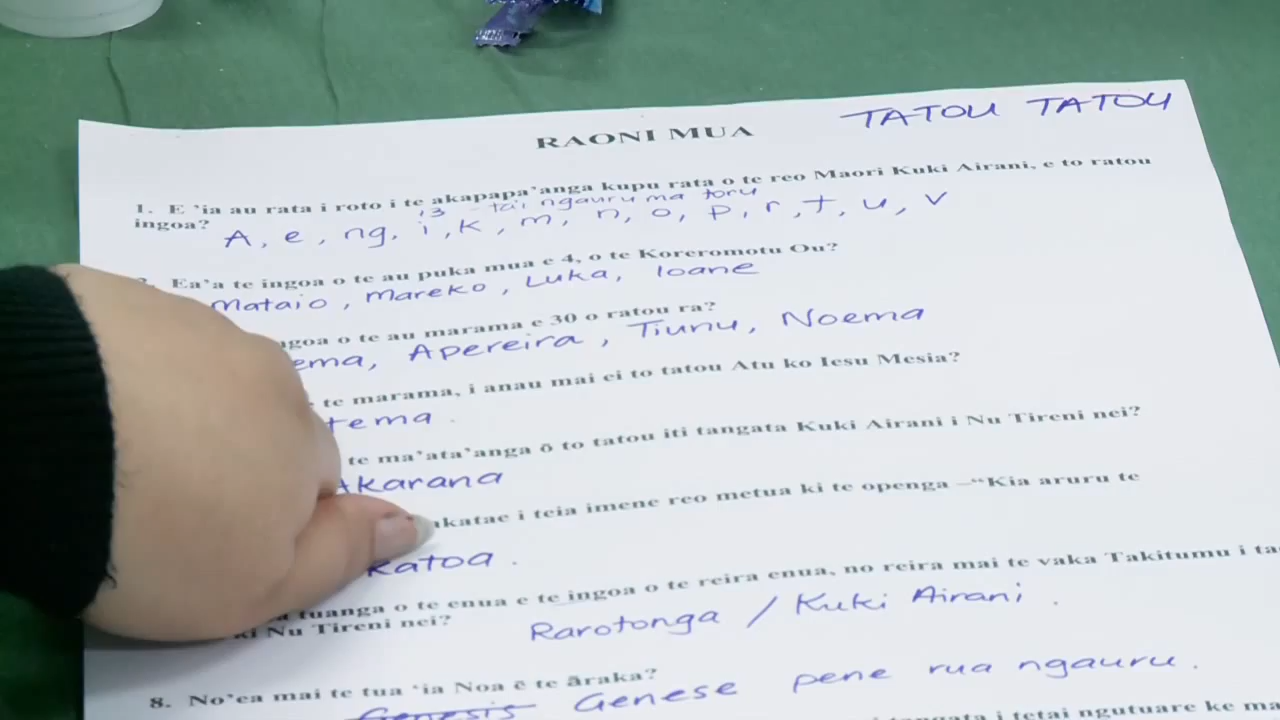 TATOU TATOU
RAONI MUA
1. E 'ia au rata i roto i te akapapa'anga kupu rata o te reo Maori Kuki Airani, e to ratou
ingoa?
13 - ta'i ngauru ma toru
A, e, ng, i, k, m, n, o, p, r, t, u, v
Ea'a te ingoa o te au puka mua e 4, o te Koreromotu Ou?
Mataio, Mareko, Luka, Ioane
o te au marama e 30 o ratou ra?
Apereira, Tiunu, Noema
te marama, i anau mai ei to tatou Atu ko Iesu Mesia?
te ma'ata'anga ō to tatou iti tangata Kuki Airani i Nu Tireni nei?
Akarana
i teia imene reo metua ki te openga –“Kia aruru te
katoa.
tuanga o te enua e te ingoa o te reira enua, no reira mai te vaka Takitumu i
ki Nu Tireni nei?
Rarotonga / Kuki Airani.
8. No'ea mai te tua 'ia Noa ē te āraka?
Genesis Genese pene rua ngauru.
i tetai ngutuare ke